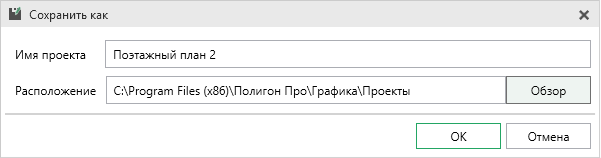 Сохранить как
Имя проекта Поэтажный план 2
Расположение C:\Program Files (x86)\Полигон Про\Графика\Проекты Обзор
OK Отмена